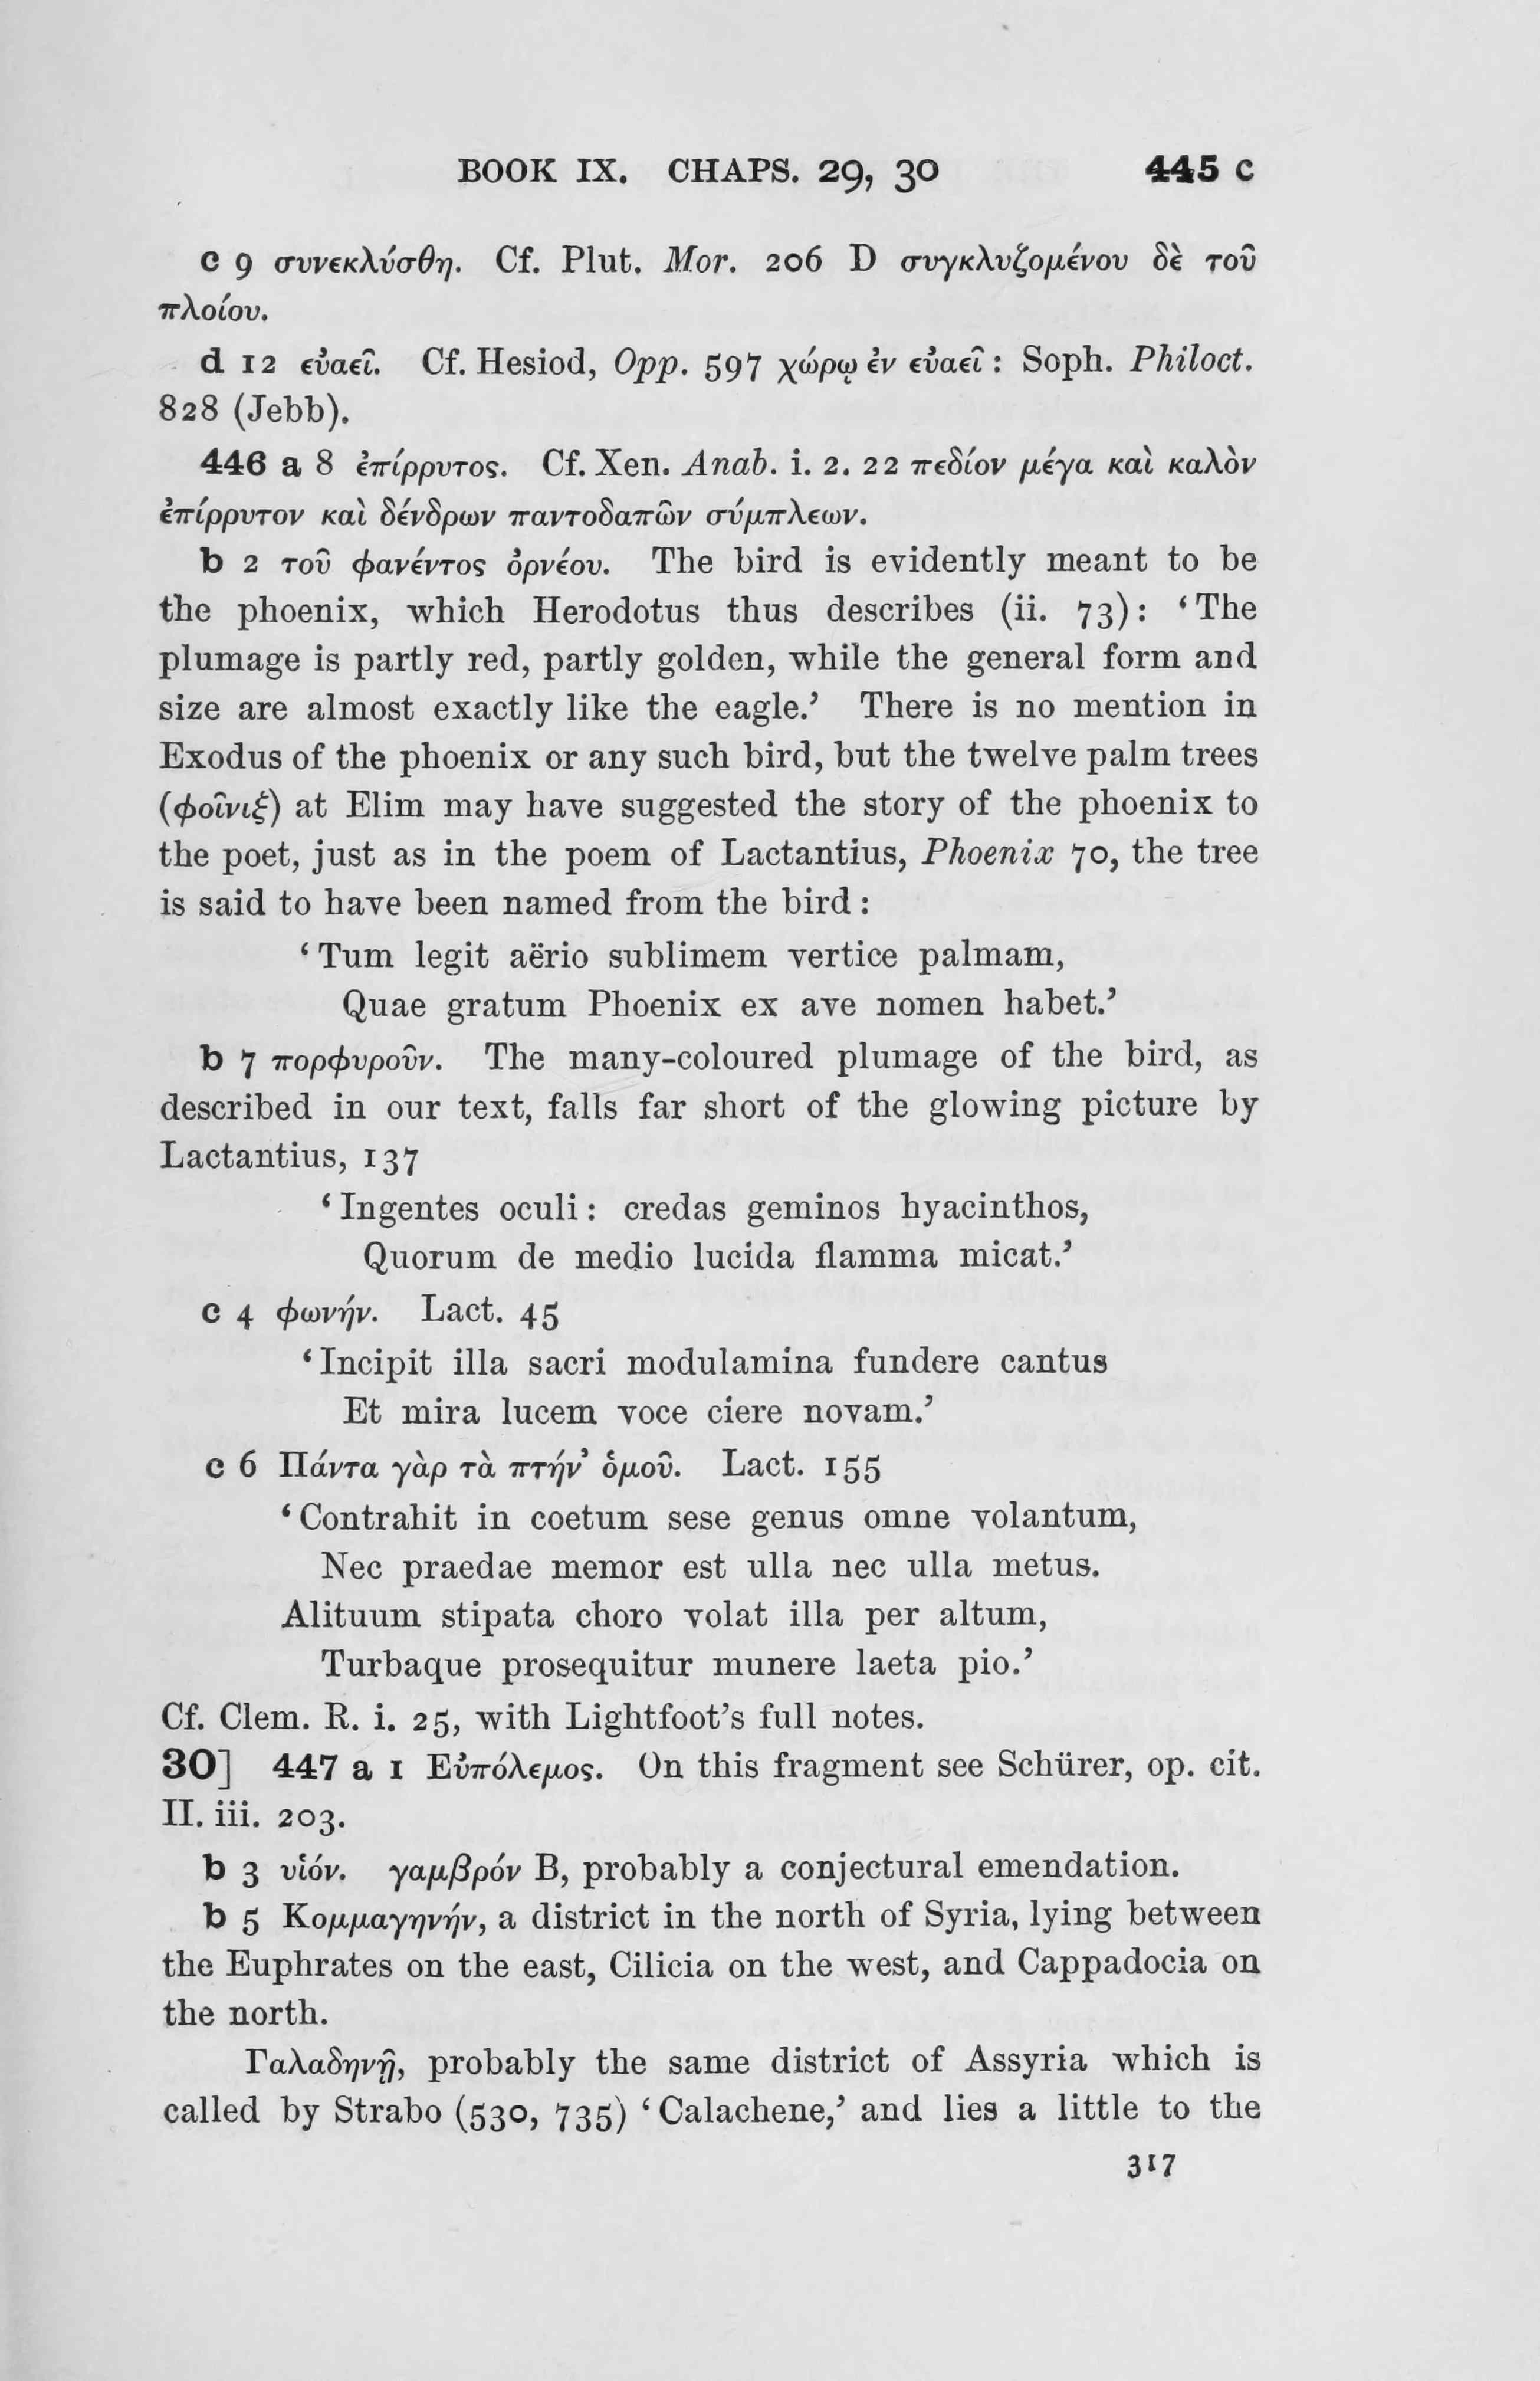 BOOK IX. CHAPS. 29, 30 445 c
c 9 συνεκλύσθη. Cf. Plut. Mor. 206 D συγκλυζομένου δὲ τοῦ
πλοίου.
d 12 εὐαεῖ. Cf. Hesiod, Opp. 597 χώρῳ ἐν εὐαεῖ: Soph. Philoct.
828 (Jebb).
446 a 8 ἐπίρρυτος. Cf. Xen. Anab. i. 2. 22 πεδίον μέγα καὶ καλὸν
ἐπίρρυτον καὶ δένδρων παντοδαπῶν σύμπλεων.
b 2 τοῦ φανέντος ὀρνέου. The bird is evidently meant to be
the phoenix, which Herodotus thus describes (ii. 73): ‘The
plumage is partly red, partly golden, while the general form and
size are almost exactly like the eagle.’ There is no mention in
Exodus of the phoenix or any such bird, but the twelve palm trees
(φοῖνιξ) at Elim may have suggested the story of the phoenix to
the poet, just as in the poem of Lactantius, Phoenix 70, the tree
is said to have been named from the bird:
‘Tum legit aërio sublimem vertice palmam,
Quae gratum Phoenix ex ave nomen habet.’
b 7 πορφυροῦν. The many-coloured plumage of the bird, as
described in our text, falls far short of the glowing picture by
Lactantius, 137
‘Ingentes oculi: credas geminos hyacinthos,
Quorum de medio lucida flamma micat.’
c 4 φωνήν. Lact. 45
‘Incipit illa sacri modulamina fundere cantus
Et mira lucem voce ciere novam.’
c 6 Πάντα γὰρ τὰ πτήν’ ὁμοῦ. Lact. 155
‘Contrahit in coetum sese genus omne volantum,
Nec praedae memor est ulla nec ulla metus.
Alituum stipata choro volat illa per altum,
Turbaque prosequitur munere laeta pio.’
Cf. Clem. R. i. 25, with Lightfoot’s full notes.
30] 447 a 1 Εὐπόλεμος. On this fragment see Schürer, op. cit.
II. iii. 203.
b 3 υἱόν. γαμβρόν B, probably a conjectural emendation.
b 5 Κομμαγηνήν, a district in the north of Syria, lying between
the Euphrates on the east, Cilicia on the west, and Cappadocia on
the north.
Γαλαδηνῇ, probably the same district of Assyria which is
called by Strabo (530, 735) ‘Calachene,’ and lies a little to the
317